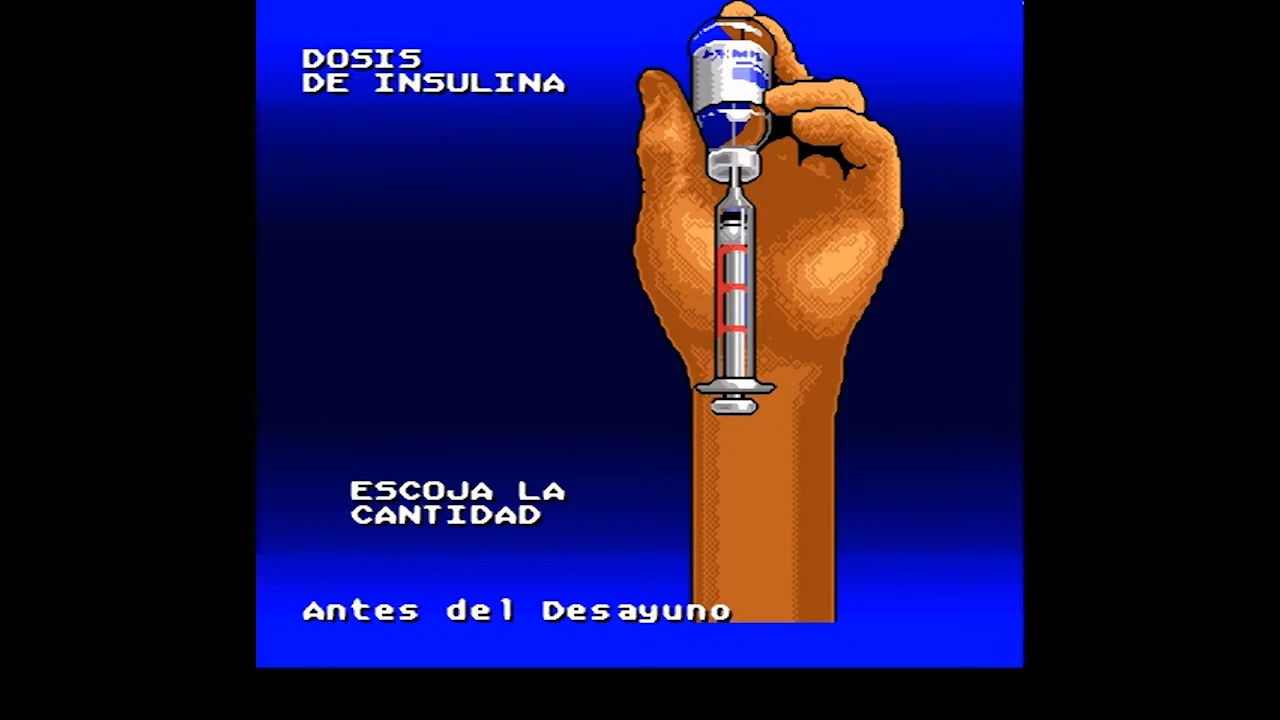 DOSIS
DE INSULINA
ESCOJA LA
CANTIDAD
Antes del Desayuno